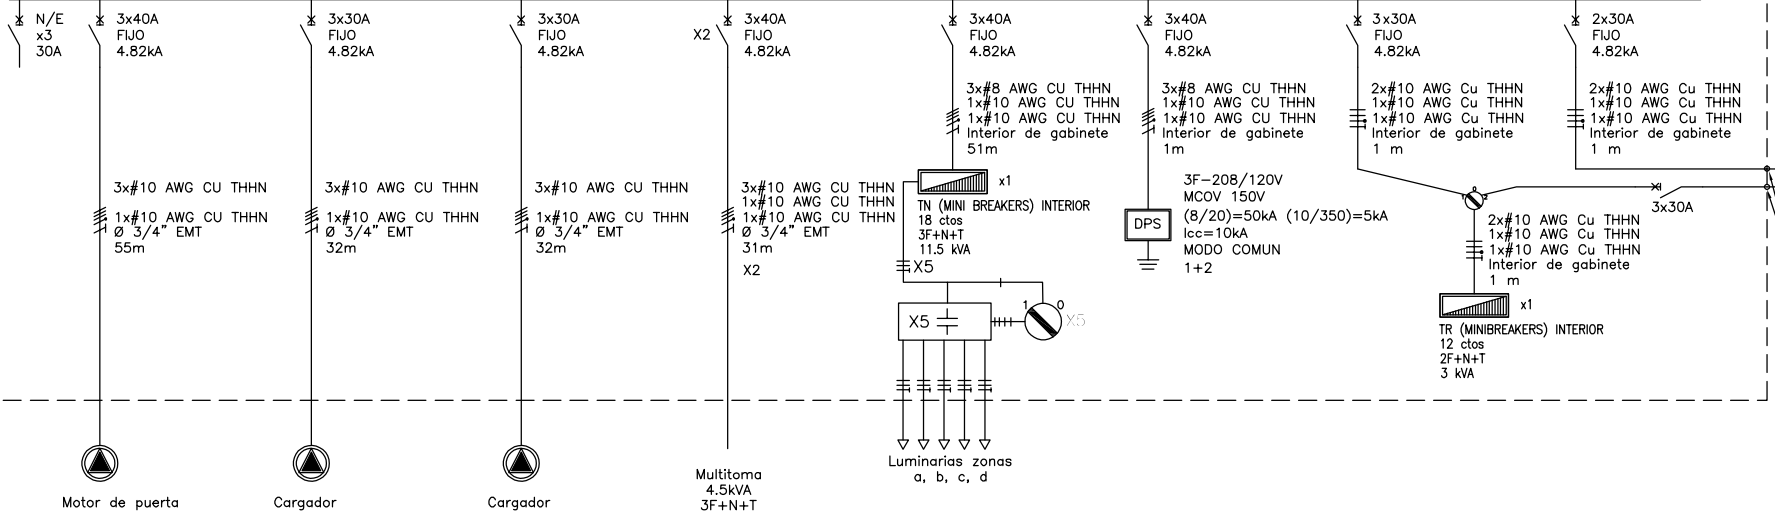 N/E
x3
30A
3x40A
FIJO
4.82kA
3x30A
FIJO
4.82kA
3x30A
FIJO
4.82kA
X2
3x40A
FIJO
4.82kA
3x40A
FIJO
4.82kA
3x40A
FIJO
4.82kA
3x30A
FIJO
4.82kA
2x30A
FIJO
4.82kA
3x#8 AWG CU THHN
1x#10 AWG CU THHN
1x#10 AWG CU THHN
Interior de gabinete
51m
3x#8 AWG CU THHN
1x#10 AWG CU THHN
1x#10 AWG CU THHN
Interior de gabinete
1m
2x#10 AWG Cu THHN
1x#10 AWG Cu THHN
1x#10 AWG Cu THHN
Interior de gabinete
1 m
2x#10 AWG Cu THHN
1x#10 AWG Cu THHN
1x#10 AWG Cu THHN
Interior de gabinete
1 m
3x#10 AWG CU THHN
1x#10 AWG CU THHN
Ø 3/4" EMT
55m
3x#10 AWG CU THHN
1x#10 AWG CU THHN
Ø 3/4" EMT
32m
3x#10 AWG CU THHN
1x#10 AWG CU THHN
Ø 3/4" EMT
32m
3x#10 AWG CU THHN
1x#10 AWG CU THHN
1x#10 AWG CU THHN
Ø 3/4" EMT
31m
X2
x1
TN (MINI BREAKERS) INTERIOR
18 ctos
3F+N+T
11.5 kVA
X5
X5
1
0
X5
DPS
3F-208/120V
MCOV 150V
(8/20)=50kA (10/350)=5kA
Icc=10kA
MODO COMUN
1+2
1
0
2
3x30A
2x#10 AWG Cu THHN
1x#10 AWG Cu THHN
1x#10 AWG Cu THHN
Interior de gabinete
1 m
x1
TR (MINIBREAKERS) INTERIOR
12 ctos
2F+N+T
3 kVA
Motor de puerta
Cargador
Cargador
Multitoma
4.5kVA
3F+N+T
Luminarias zonas
a, b, c, d